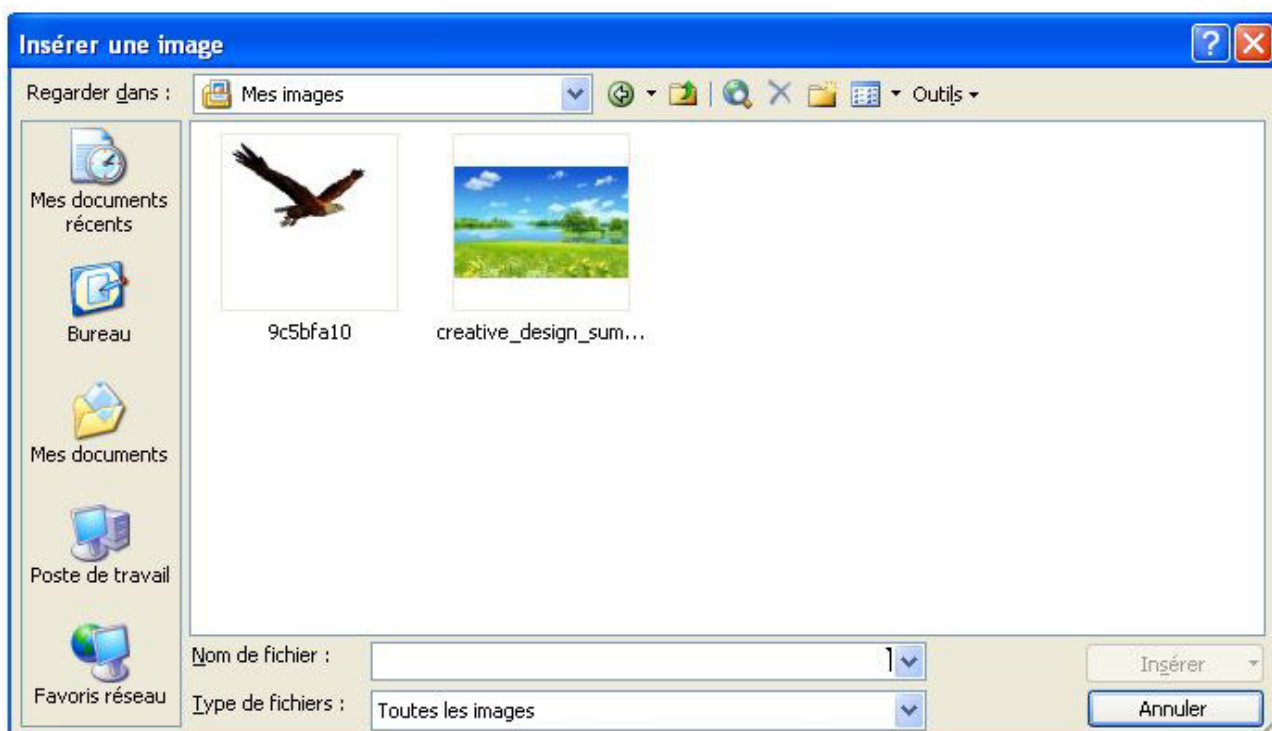 Insérer une image
Regarder dans :
Mes images
Outils
Mes documents
récents
Bureau
Mes documents
Poste de travail
Favoris réseau
9c5bfa10
creative_design_sum...
Nom de fichier :
Insérer
Type de fichiers :
Toutes les images
Annuler